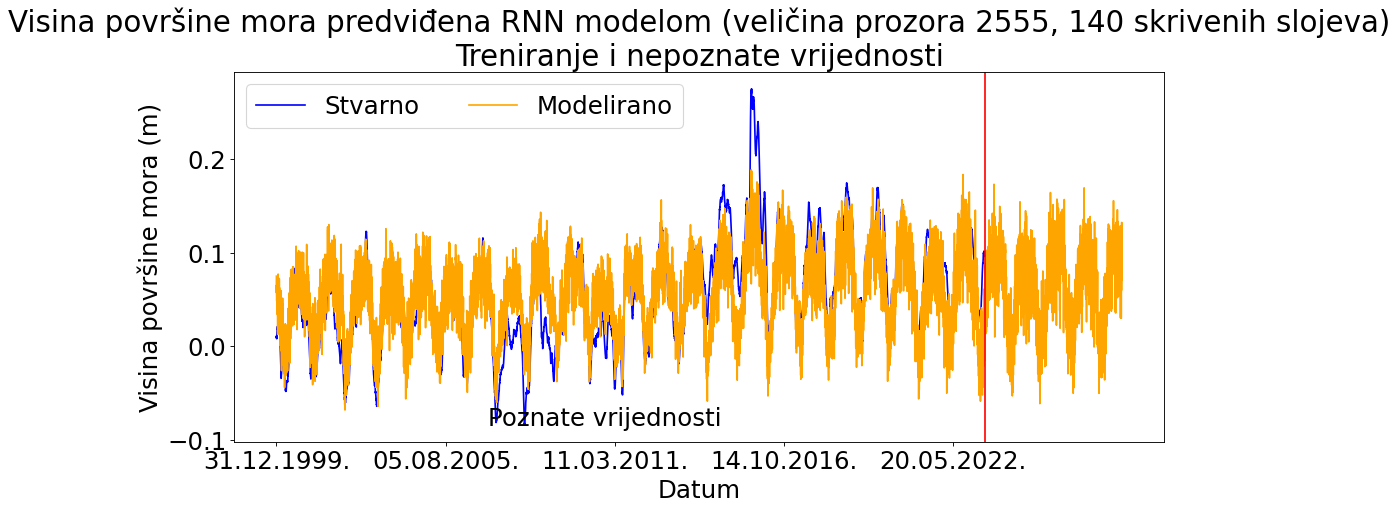 Visina površine mora predviđena RNN modelom (veličina prozora 2555, 140 skrivenih slojeva)
Treniranje i nepoznate vrijednosti
Stvarno Modelirano
Visina površine mora (m)
0.2
0.1
0.0
−0.1
Poznate vrijednosti
31.12.1999. 05.08.2005. 11.03.2011. 14.10.2016. 20.05.2022.
Datum